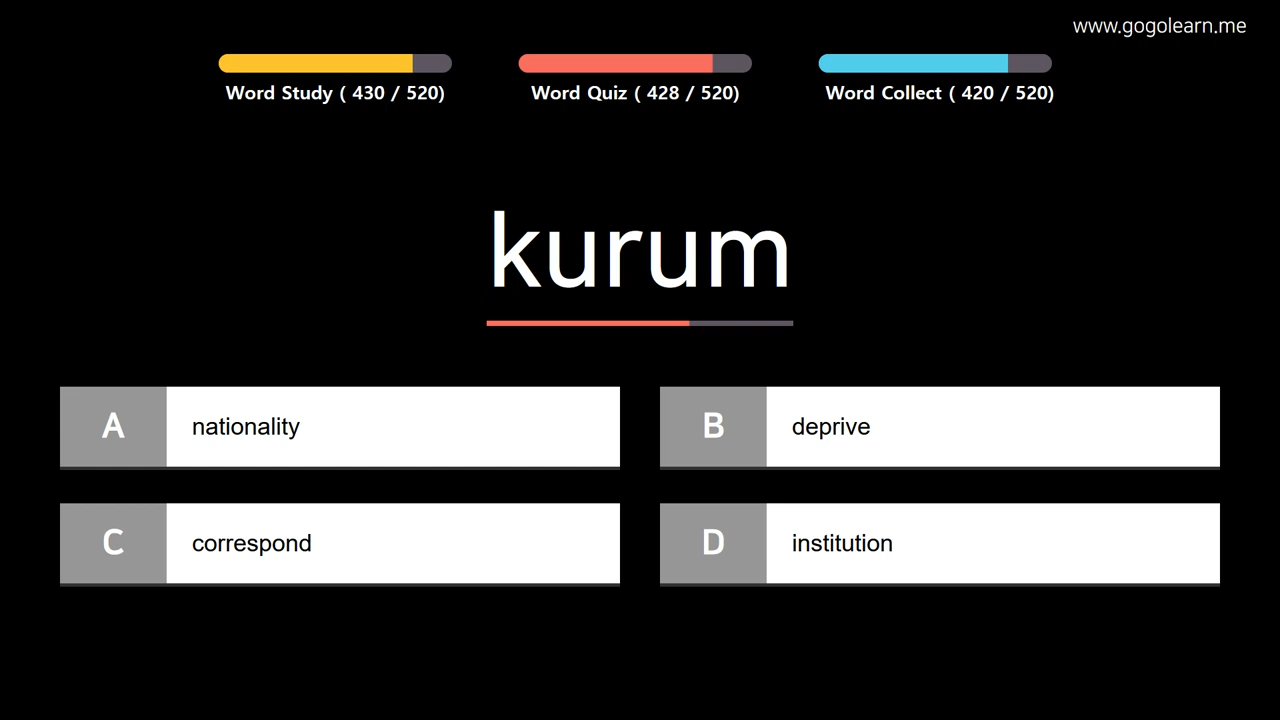 www.gogolearn.me
Word Study ( 430 / 520)
Word Quiz ( 428 / 520)
Word Collect ( 420 / 520)
kurum
A nationality
B deprive
C correspond
D institution